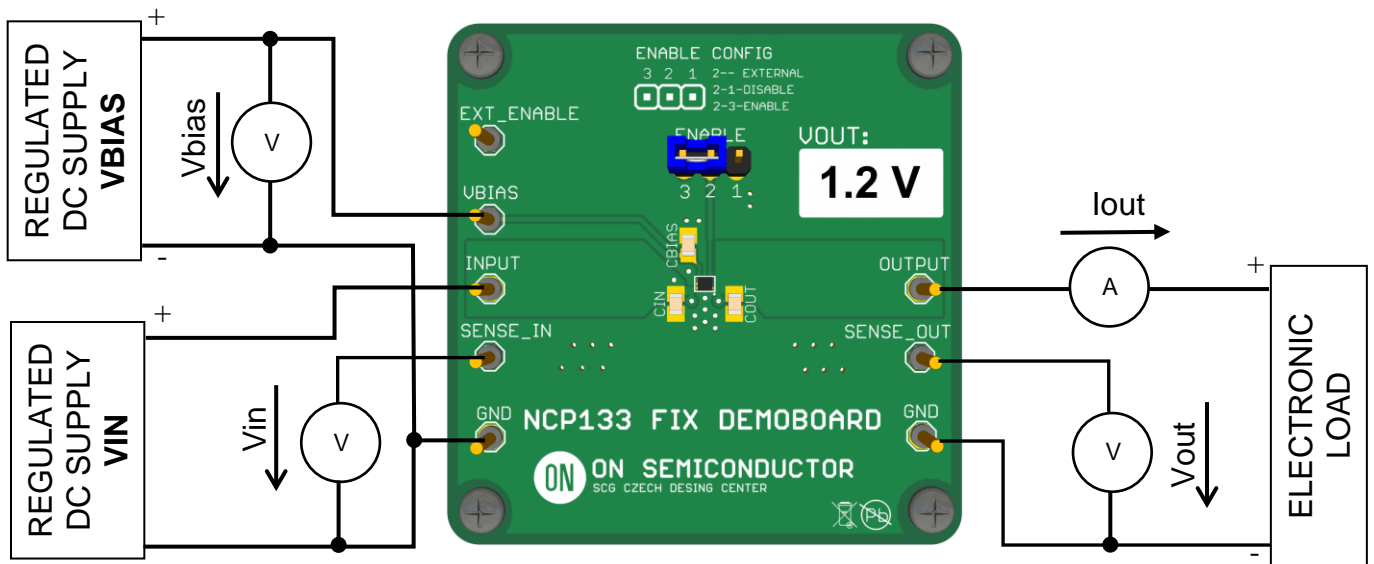 +
REGULATED
DC SUPPLY
VBIAS
-
Vbias
V
+
REGULATED
DC SUPPLY
VIN
Vin
V
ENABLE CONFIG
3 2 1
2-- EXTERNAL
2-1-DISABLE
2-3-ENABLE
EXT_ENABLE
ENABLE
3 2 1
VOUT:
1.2 V
VBIAS
CBIAS
INPUT
OUTPUT
CIN
COUT
SENSE_IN
SENSE_OUT
GND
NCP133 FIX DEMOBOARD
GND
ON
ON SEMICONDUCTOR
SCG CZECH DESING CENTER
Pb
Iout
A
+
V
Vout
-
ELECTRONIC
LOAD